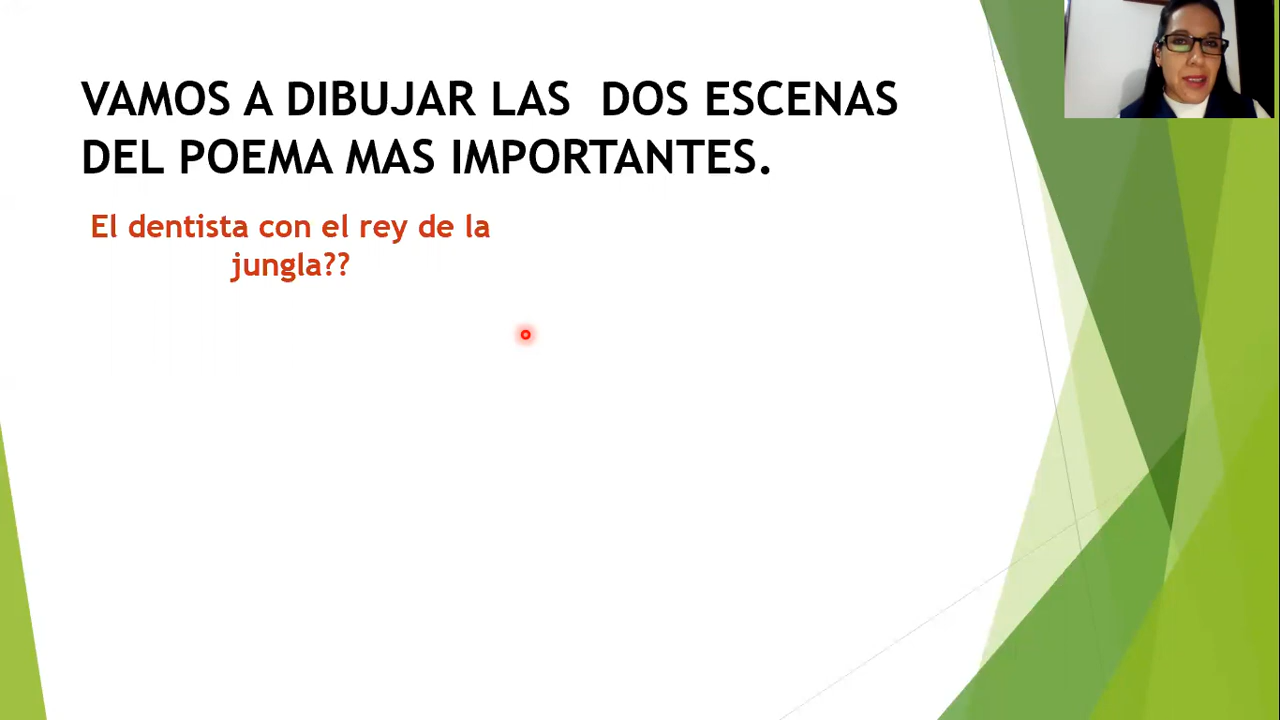 VAMOS A DIBUJAR LAS DOS ESCENAS
DEL POEMA MAS IMPORTANTES.
El dentista con el rey de la
jungla??